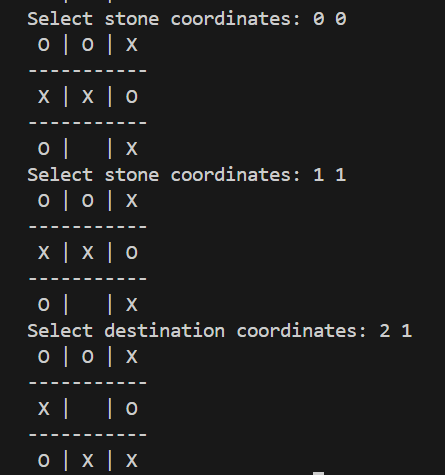 Select stone coordinates: 0 0
 O | O | X
-----------
 X | X | O
-----------
 O |   | X
Select stone coordinates: 1 1
 O | O | X
-----------
 X | X | O
-----------
 O |   | X
Select destination coordinates: 2 1
 O | O | X
-----------
 X |   | O
-----------
 O | X | X